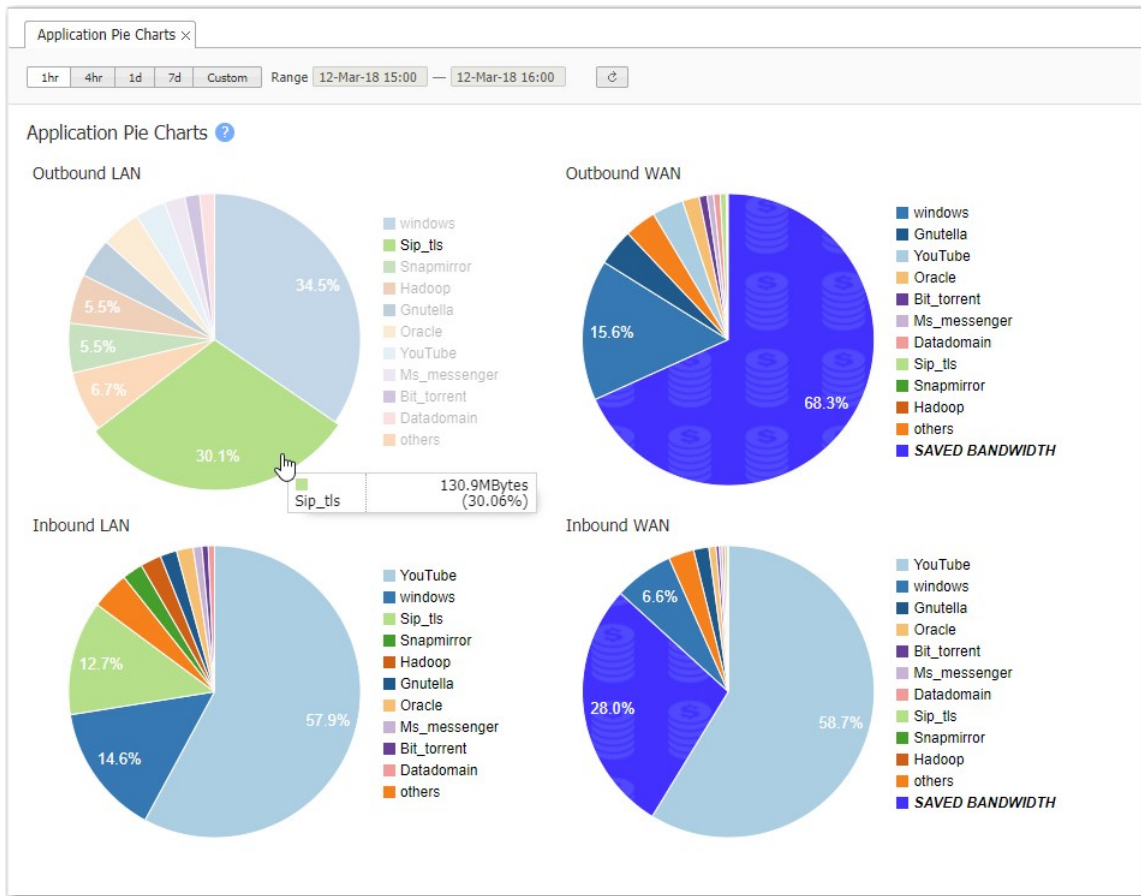 Application Pie Charts ×
1hr 4hr 1d 7d Custom Range 12-Mar-18 15:00 — 12-Mar-18 16:00
Application Pie Charts ?
Outbound LAN
34.5%
30.1%
6.7%
5.5%
5.5%
windows
Sip_tls
Snapmirror
Hadoop
Gnutella
Oracle
YouTube
Ms_messenger
Bit_torrent
Datadomain
others
Sip_tls 130.9MBytes
(30.06%)
Outbound WAN
15.6%
68.3%
windows
Gnutella
YouTube
Oracle
Bit_torrent
Ms_messenger
Datadomain
Sip_tls
Snapmirror
Hadoop
others
SAVED BANDWIDTH
Inbound LAN
12.7%
57.9%
14.6%
YouTube
windows
Sip_tls
Snapmirror
Hadoop
Gnutella
Oracle
Ms_messenger
Bit_torrent
Datadomain
others
Inbound WAN
6.6%
28.0%
58.7%
YouTube
windows
Gnutella
Oracle
Bit_torrent
Ms_messenger
Datadomain
Sip_tls
Snapmirror
Hadoop
others
SAVED BANDWIDTH